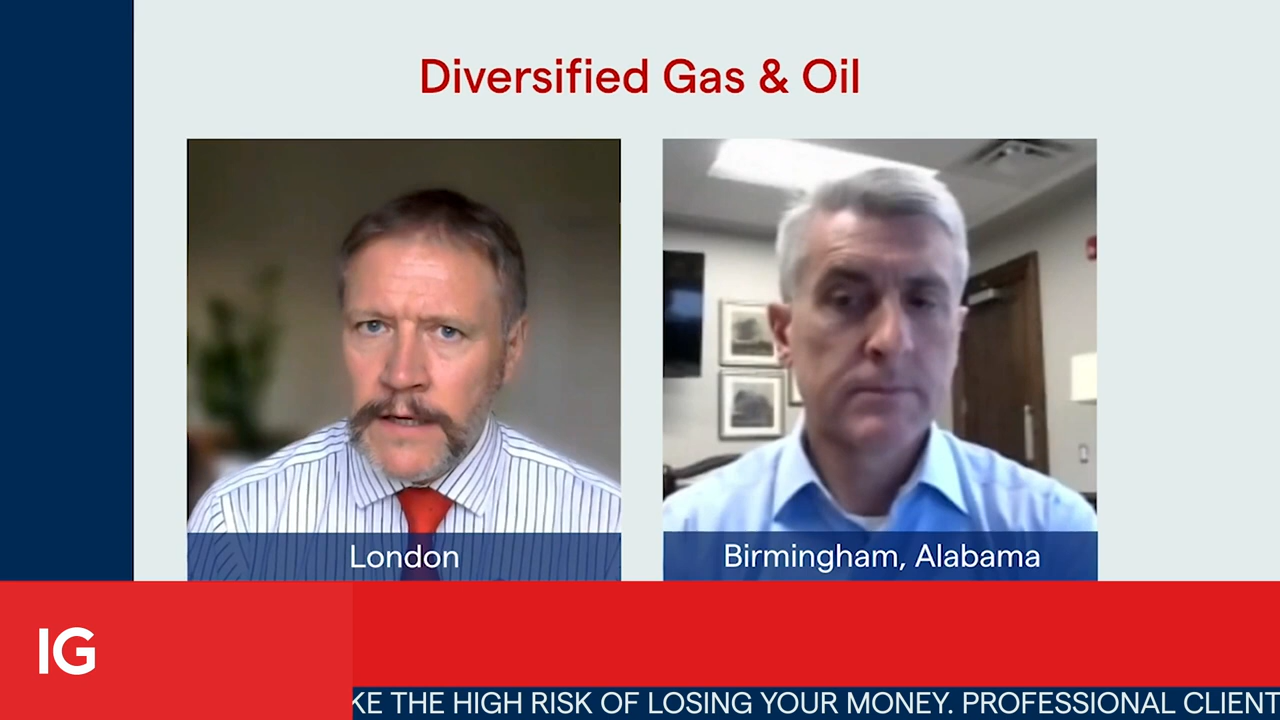 Diversified Gas & Oil
London
Birmingham, Alabama
IG
KE THE HIGH RISK OF LOSING YOUR MONEY. PROFESSIONAL CLIENT